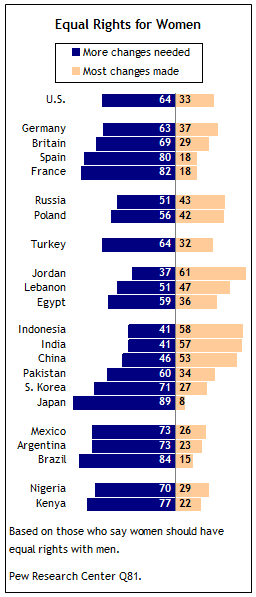 Equal Rights for Women
More changes needed
Most changes made
U.S. 64 33
Germany 63 37
Britain 69 29
Spain 80 18
France 82 18
Russia 51 43
Poland 56 42
Turkey 64 32
Jordan 37 61
Lebanon 51 47
Egypt 59 36
Indonesia 41 58
India 41 57
China 46 53
Pakistan 60 34
S. Korea 71 27
Japan 89 8
Mexico 73 26
Argentina 73 23
Brazil 84 15
Nigeria 70 29
Kenya 77 22
Based on those who say women should have
equal rights with men.
Pew Research Center Q81.